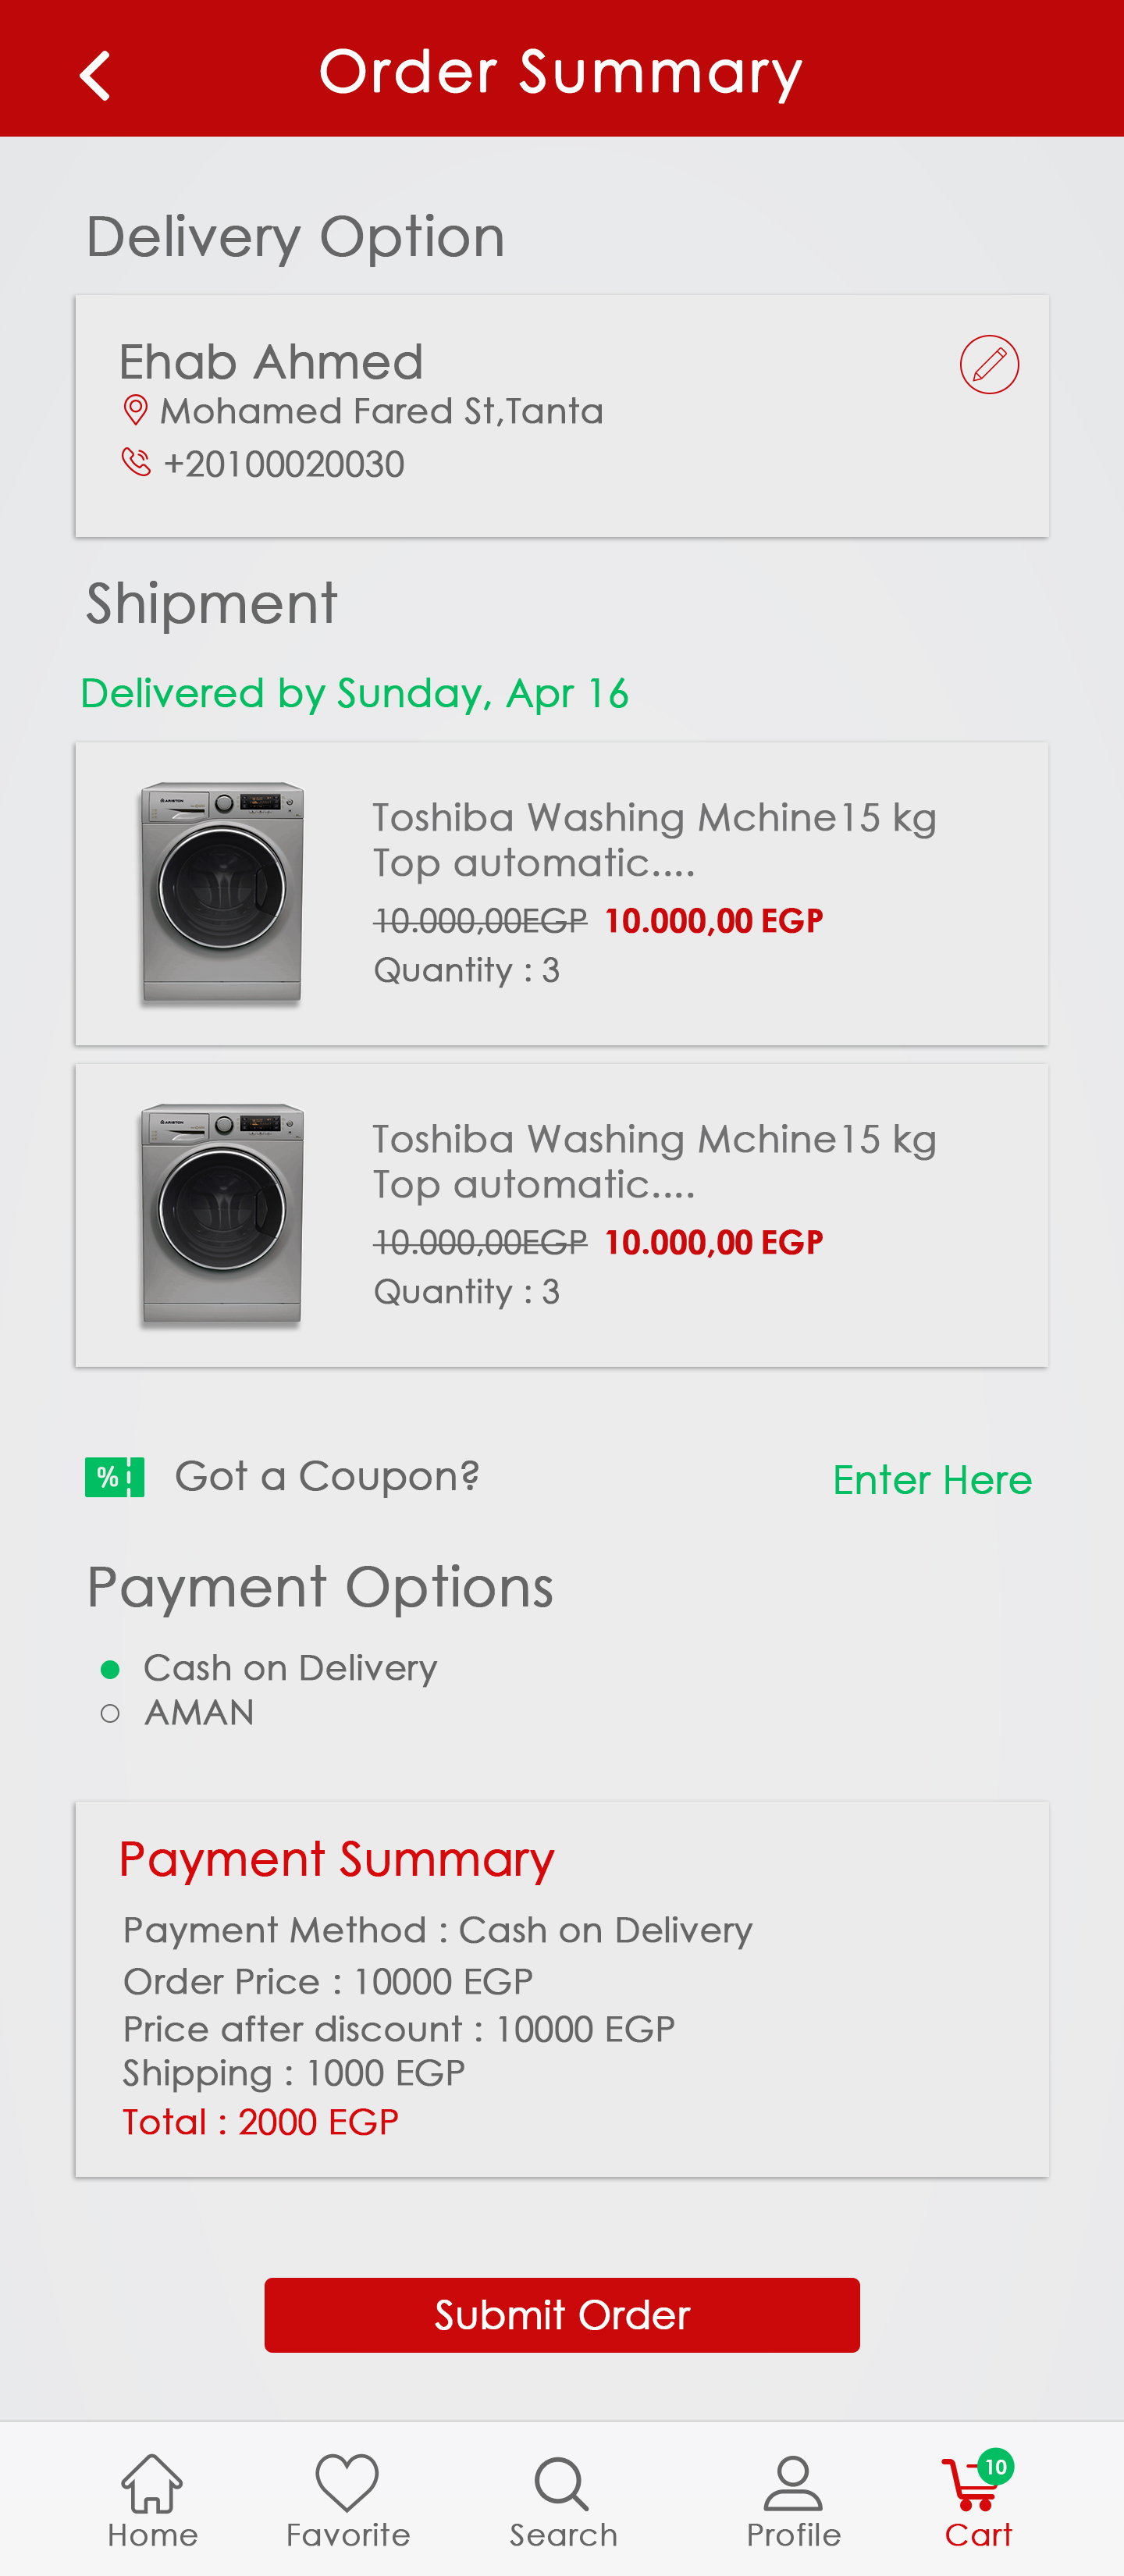 Order Summary
Delivery Option
Ehab Ahmed
Mohamed Fared St,Tanta
+20100020030
Shipment
Delivered by Sunday, Apr 16
ARISTON
Toshiba Washing Mchine15 kg
Top automatic....
10.000,00EGP 10.000,00 EGP
Quantity : 3
ARISTON
Toshiba Washing Mchine15 kg
Top automatic....
10.000,00EGP 10.000,00 EGP
Quantity : 3
% Got a Coupon? Enter Here
Payment Options
Cash on Delivery
AMAN
Payment Summary
Payment Method : Cash on Delivery
Order Price : 10000 EGP
Price after discount : 10000 EGP
Shipping : 1000 EGP
Total : 2000 EGP
Submit Order
10
Home Favorite Search Profile Cart